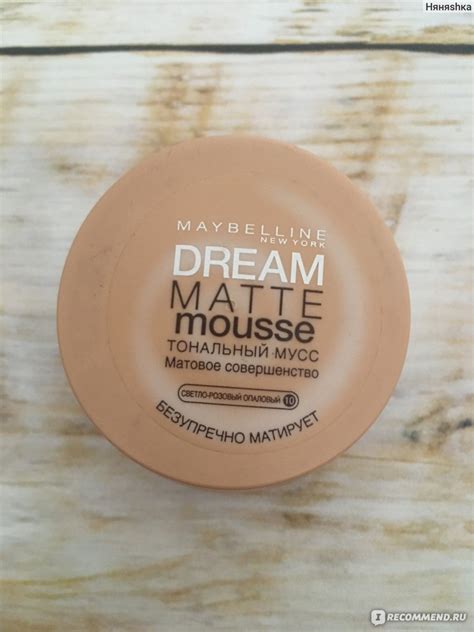 Няняshka
MAYBELLINE
NEW YORK
DREAM
MATTE
mousse
ТОНАЛЬНЫЙ МУСС
Матовое совершенство
СВЕТЛО-РОЗОВЫЙ ОПАЛОВЫЙ 10
БЕЗУПРЕЧНО МАТИРУЕТ
I RECOMMEND.RU